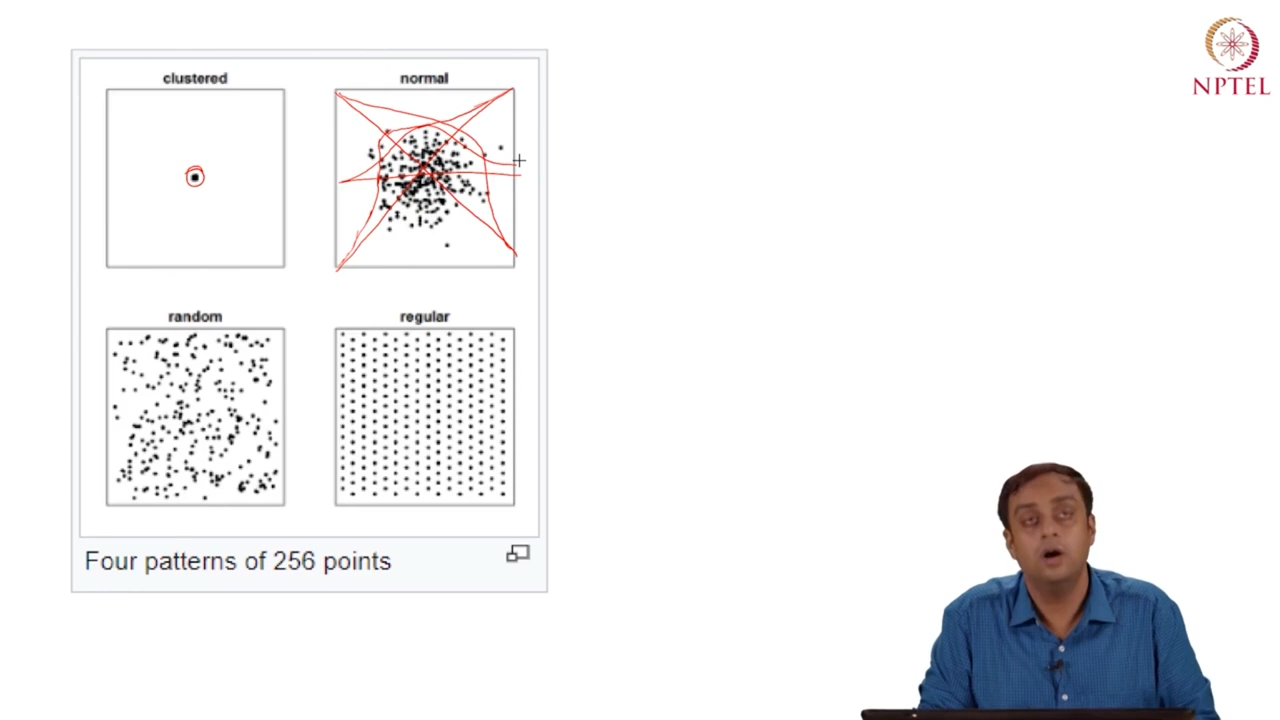 clustered
normal
random
regular
Four patterns of 256 points
NPTEL